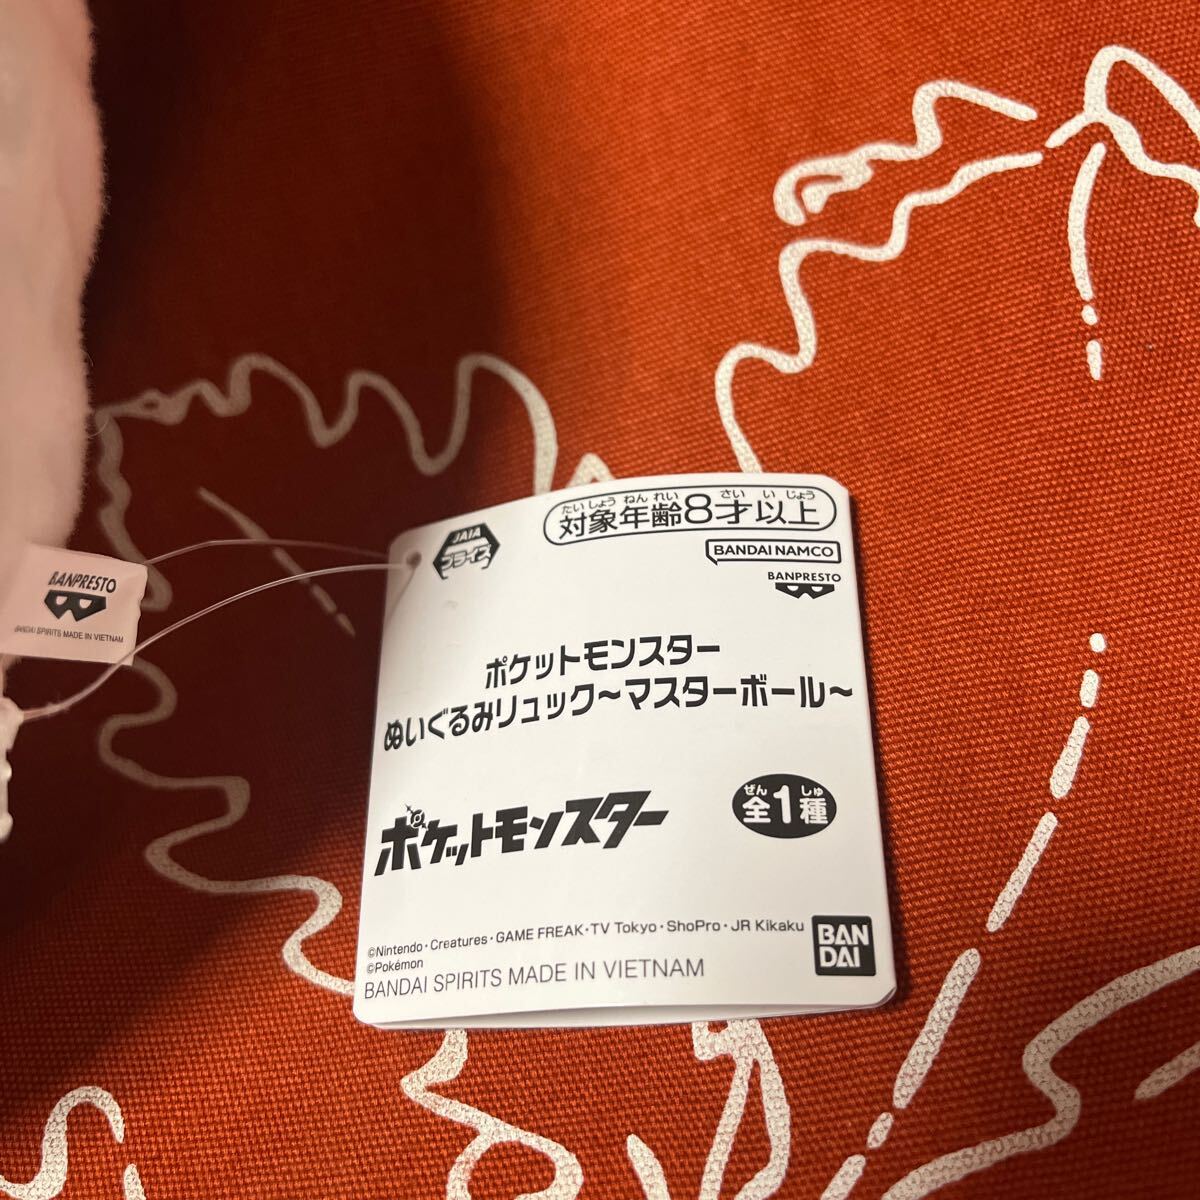 たいしょう ねん れい さい い じょう
対象年齢8才以上
JAIA
プライズ
BANDAI NAMCO
BANPRESTO
ポケットモンスター
ぬいぐるみリュック～マスターボール～
ポケットモンスター
ぜん しゅ
全1種
©Nintendo・Creatures・GAME FREAK・TV Tokyo・ShoPro・JR Kikaku
©Pokémon
BANDAI SPIRITS MADE IN VIETNAM
BAN
DAI
BANPRESTO
BANDAI SPIRITS MADE IN VIETNAM